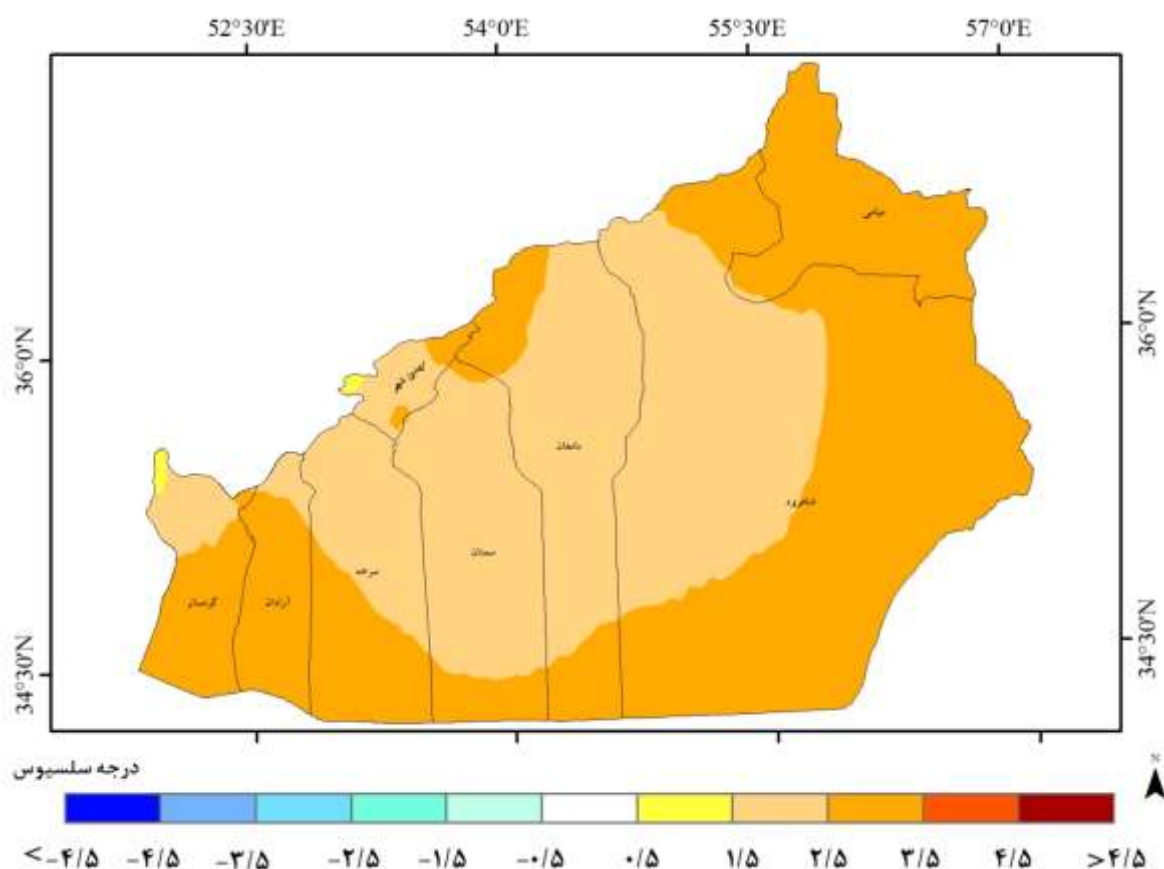 52°30'E 54°0'E 55°30'E 57°0'E
میامی
36°0'N
36°0'N
مهدی شهر
دامغان
شاهرود
سمنان
سرخه
آرادان
گرمسار
34°30'N
34°30'N
درجه سلسیوس
N
<-۴/۵ -۴/۵ -۳/۵ -۲/۵ -۱/۵ -۰/۵ ۰/۵ ۱/۵ ۲/۵ ۳/۵ ۴/۵ >۴/۵